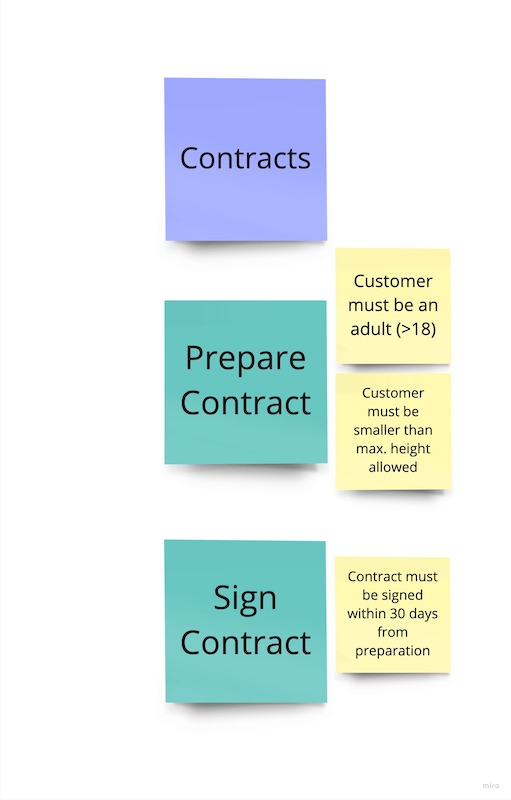 Contracts
Customer
must be an
adult (>18)
Prepare
Contract
Customer
must be
smaller than
max. height
allowed
Sign
Contract
Contract must
be signed
within 30 days
from
preparation
miro